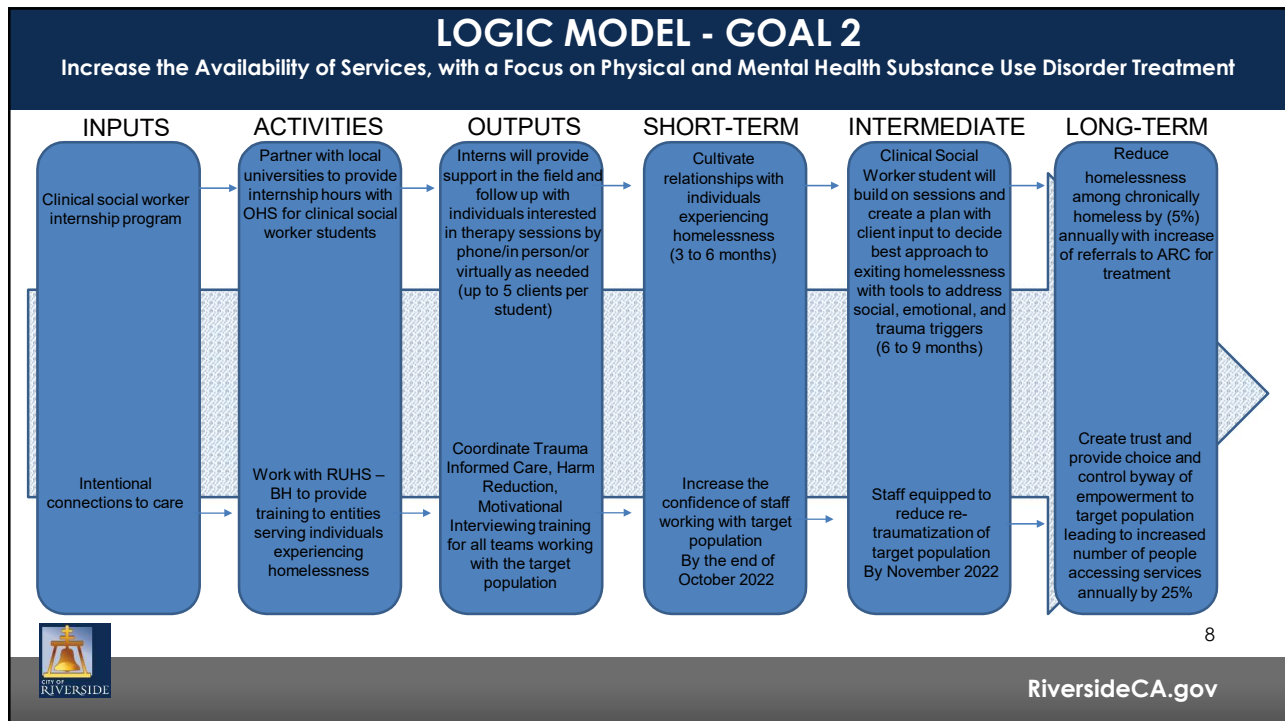 LOGIC MODEL - GOAL 2
Increase the Availability of Services, with a Focus on Physical and Mental Health Substance Use Disorder Treatment
INPUTS
Clinical social worker
internship program
Intentional
connections to care
ACTIVITIES
Partner with local
universities to provide
internship hours with
OHS for clinical social
worker students
Work with RUHS –
BH to provide
training to entities
serving individuals
experiencing
homelessness
OUTPUTS
Interns will provide
support in the field and
follow up with
individuals interested
in therapy sessions by
phone/in person/or
virtually as needed
(up to 5 clients per
student)
Coordinate Trauma
Informed Care, Harm
Reduction,
Motivational
Interviewing training
for all teams working
with the target
population
SHORT-TERM
Cultivate
relationships with
individuals
experiencing
homelessness
(3 to 6 months)
Increase the
confidence of staff
working with target
population
By the end of
October 2022
INTERMEDIATE
Clinical Social
Worker student will
build on sessions and
create a plan with
client input to decide
best approach to
exiting homelessness
with tools to address
social, emotional, and
trauma triggers
(6 to 9 months)
Staff equipped to
reduce re-
traumatization of
target population
By November 2022
LONG-TERM
Reduce
homelessness
among chronically
homeless by (5%)
annually with increase
of referrals to ARC for
treatment
Create trust and
provide choice and
control byway of
empowerment to
target population
leading to increased
number of people
accessing services
annually by 25%
8
CITY OF
RIVERSIDE
RiversideCA.gov